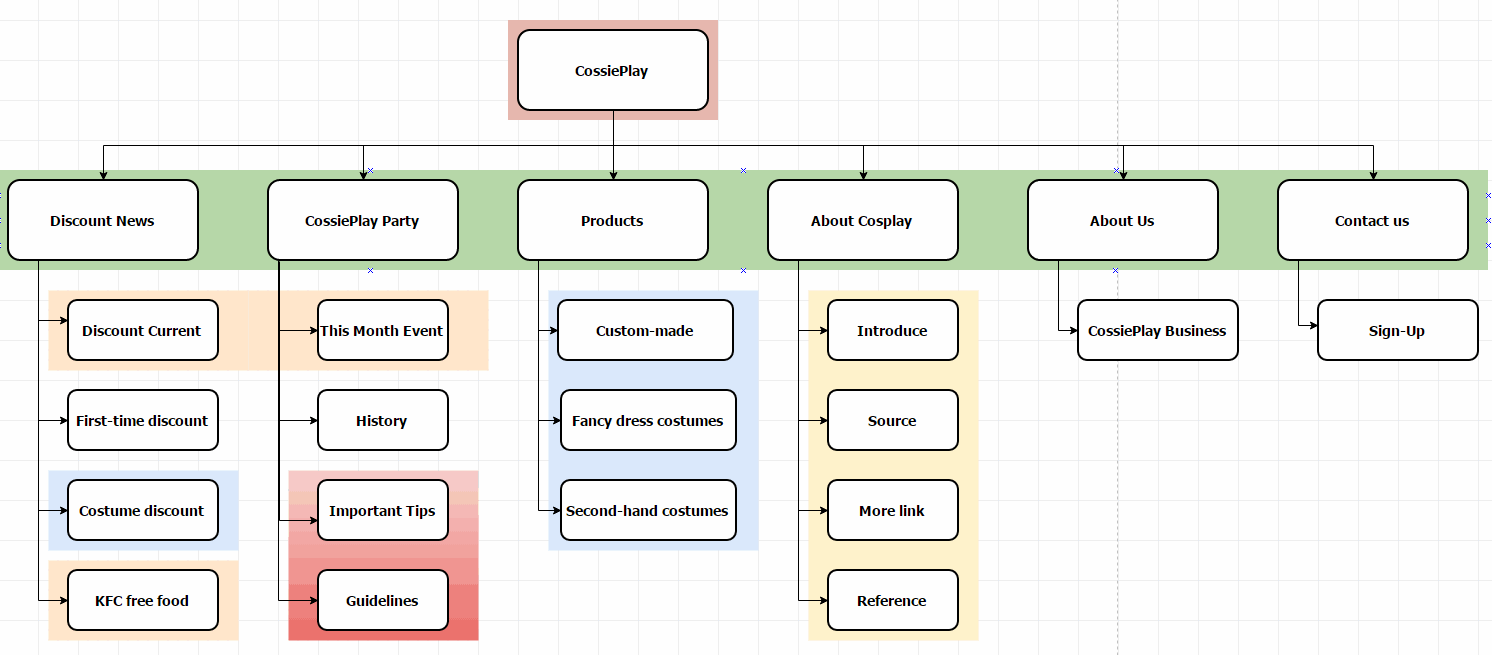 CossiePlay
Discount News
CossiePlay Party
Products
About Cosplay
About Us
Contact us
Discount Current
This Month Event
Custom-made
Introduce
CossiePlay Business
Sign-Up
First-time discount
History
Fancy dress costumes
Source
Costume discount
Important Tips
Second-hand costumes
More link
KFC free food
Guidelines
Reference